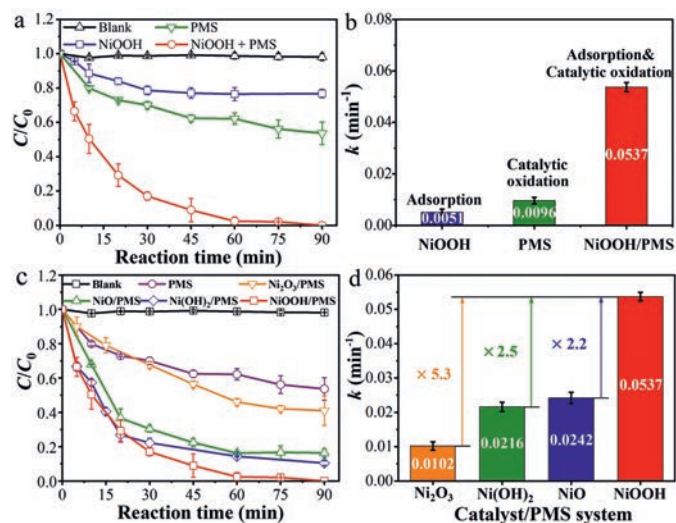 a
Blank
PMS
NiOOH
NiOOH + PMS
C/C0
1.2
1.0
0.8
0.6
0.4
0.2
0.0
0 15 30 45 60 75 90
Reaction time (min)
b
k (min-1)
0.08
0.06
0.04
0.02
0.00
Adsorption&
Catalytic oxidation
Catalytic
oxidation
Adsorption
0.0051
0.0096
0.0537
NiOOH PMS NiOOH/PMS
c
Blank PMS Ni2O3/PMS
NiO/PMS Ni(OH)2/PMS NiOOH/PMS
C/C0
1.2
1.0
0.8
0.6
0.4
0.2
0.0
0 15 30 45 60 75 90
Reaction time (min)
d
k (min-1)
0.06
0.05
0.04
0.03
0.02
0.01
0.00
× 5.3
× 2.5
× 2.2
0.0102
0.0216
0.0242
0.0537
Ni2O3 Ni(OH)2 NiO NiOOH
Catalyst/PMS system